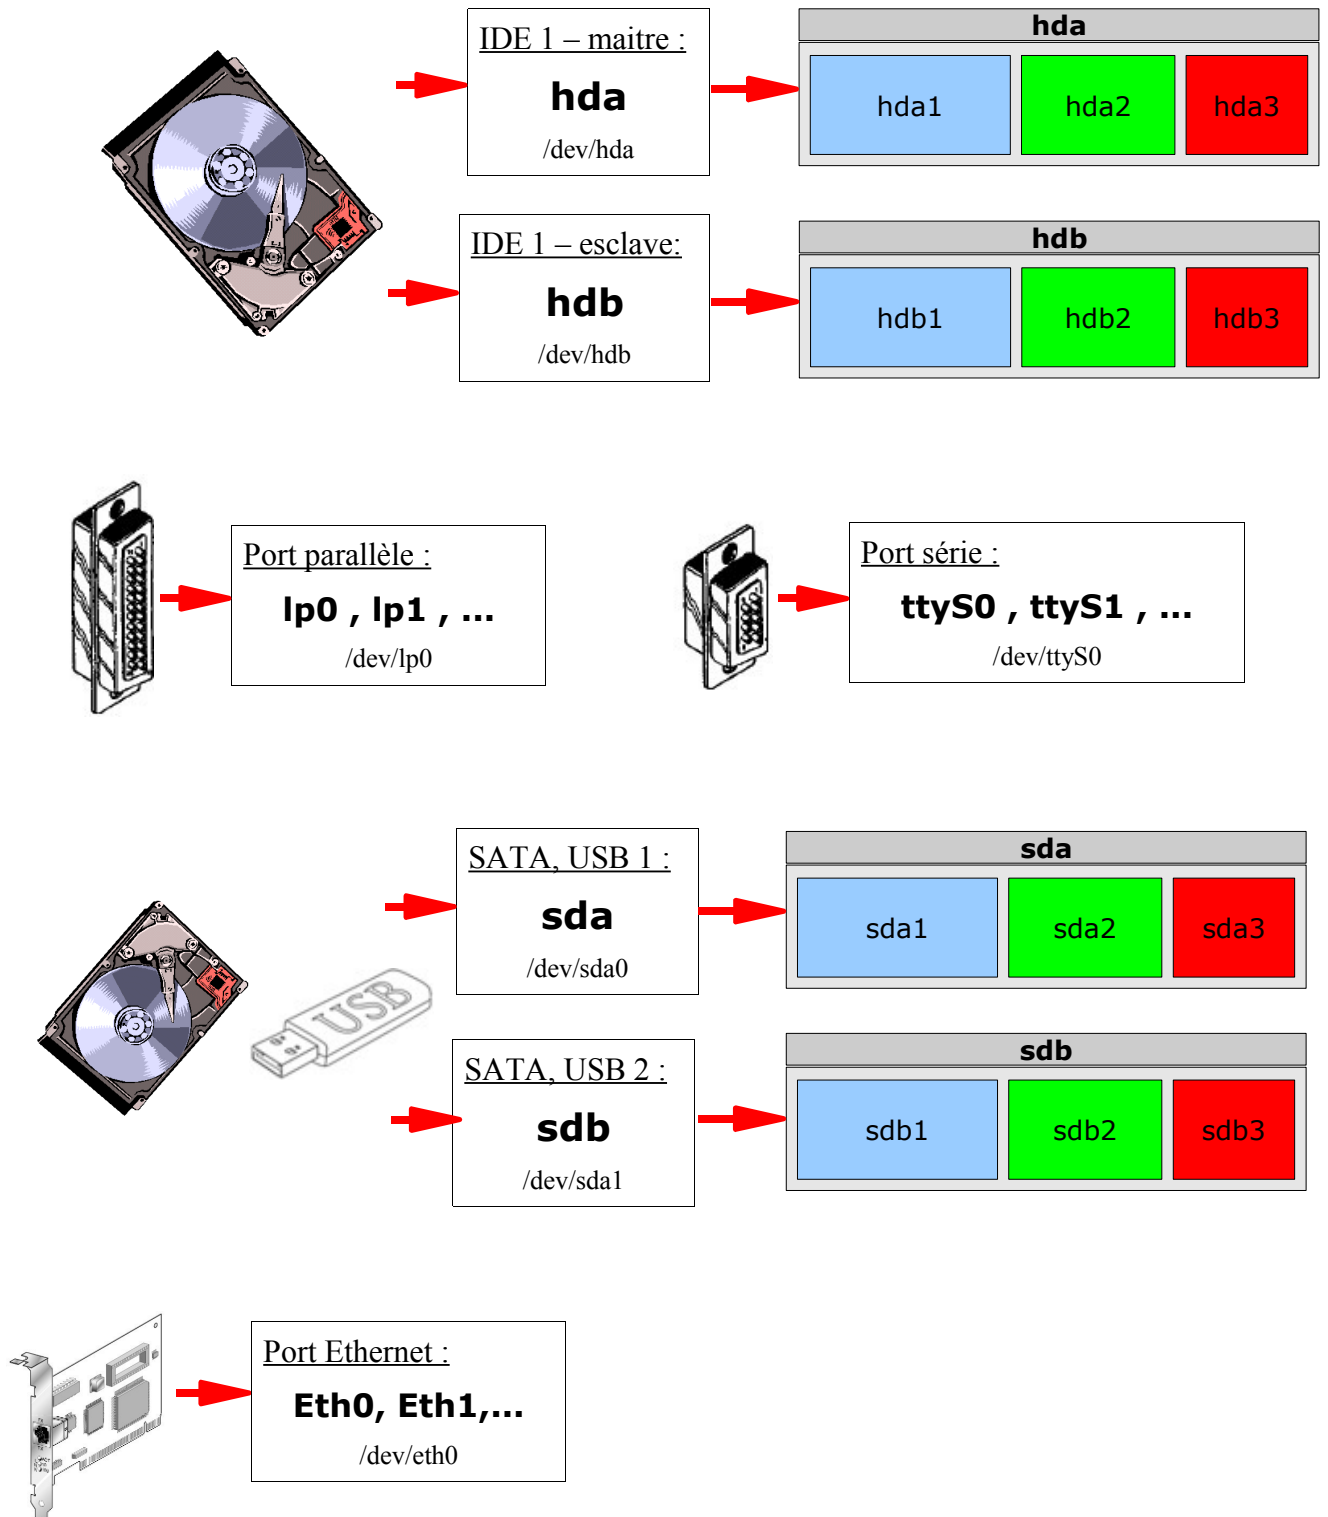 IDE 1 – maitre :
hda
/dev/hda
hda
hda1 hda2 hda3
IDE 1 – esclave:
hdb
/dev/hdb
hdb
hdb1 hdb2 hdb3
Port parallèle :
lp0 , lp1 , ...
/dev/lp0
Port série :
ttyS0 , ttyS1 , ...
/dev/ttyS0
SATA, USB 1 :
sda
/dev/sda0
sda
sda1 sda2 sda3
USB
SATA, USB 2 :
sdb
/dev/sda1
sdb
sdb1 sdb2 sdb3
Port Ethernet :
Eth0, Eth1,...
/dev/eth0